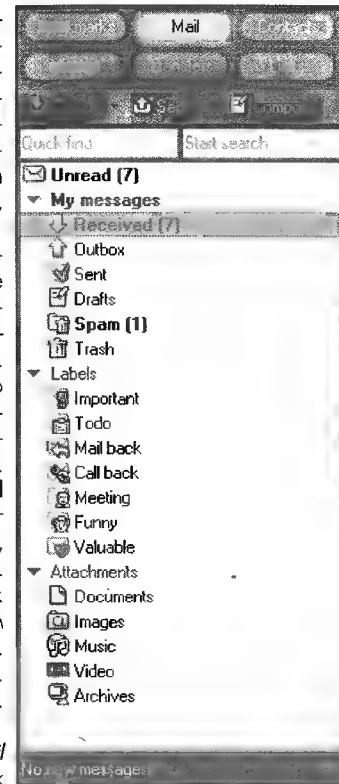 Mail
Quick find Start search
Unread (7)
My messages
Received (7)
Outbox
Sent
Drafts
Spam (1)
Trash
Labels
Important
Todo
Mail back
Call back
Meeting
Funny
Valuable
Attachments
Documents
Images
Music
Video
Archives
No new messages